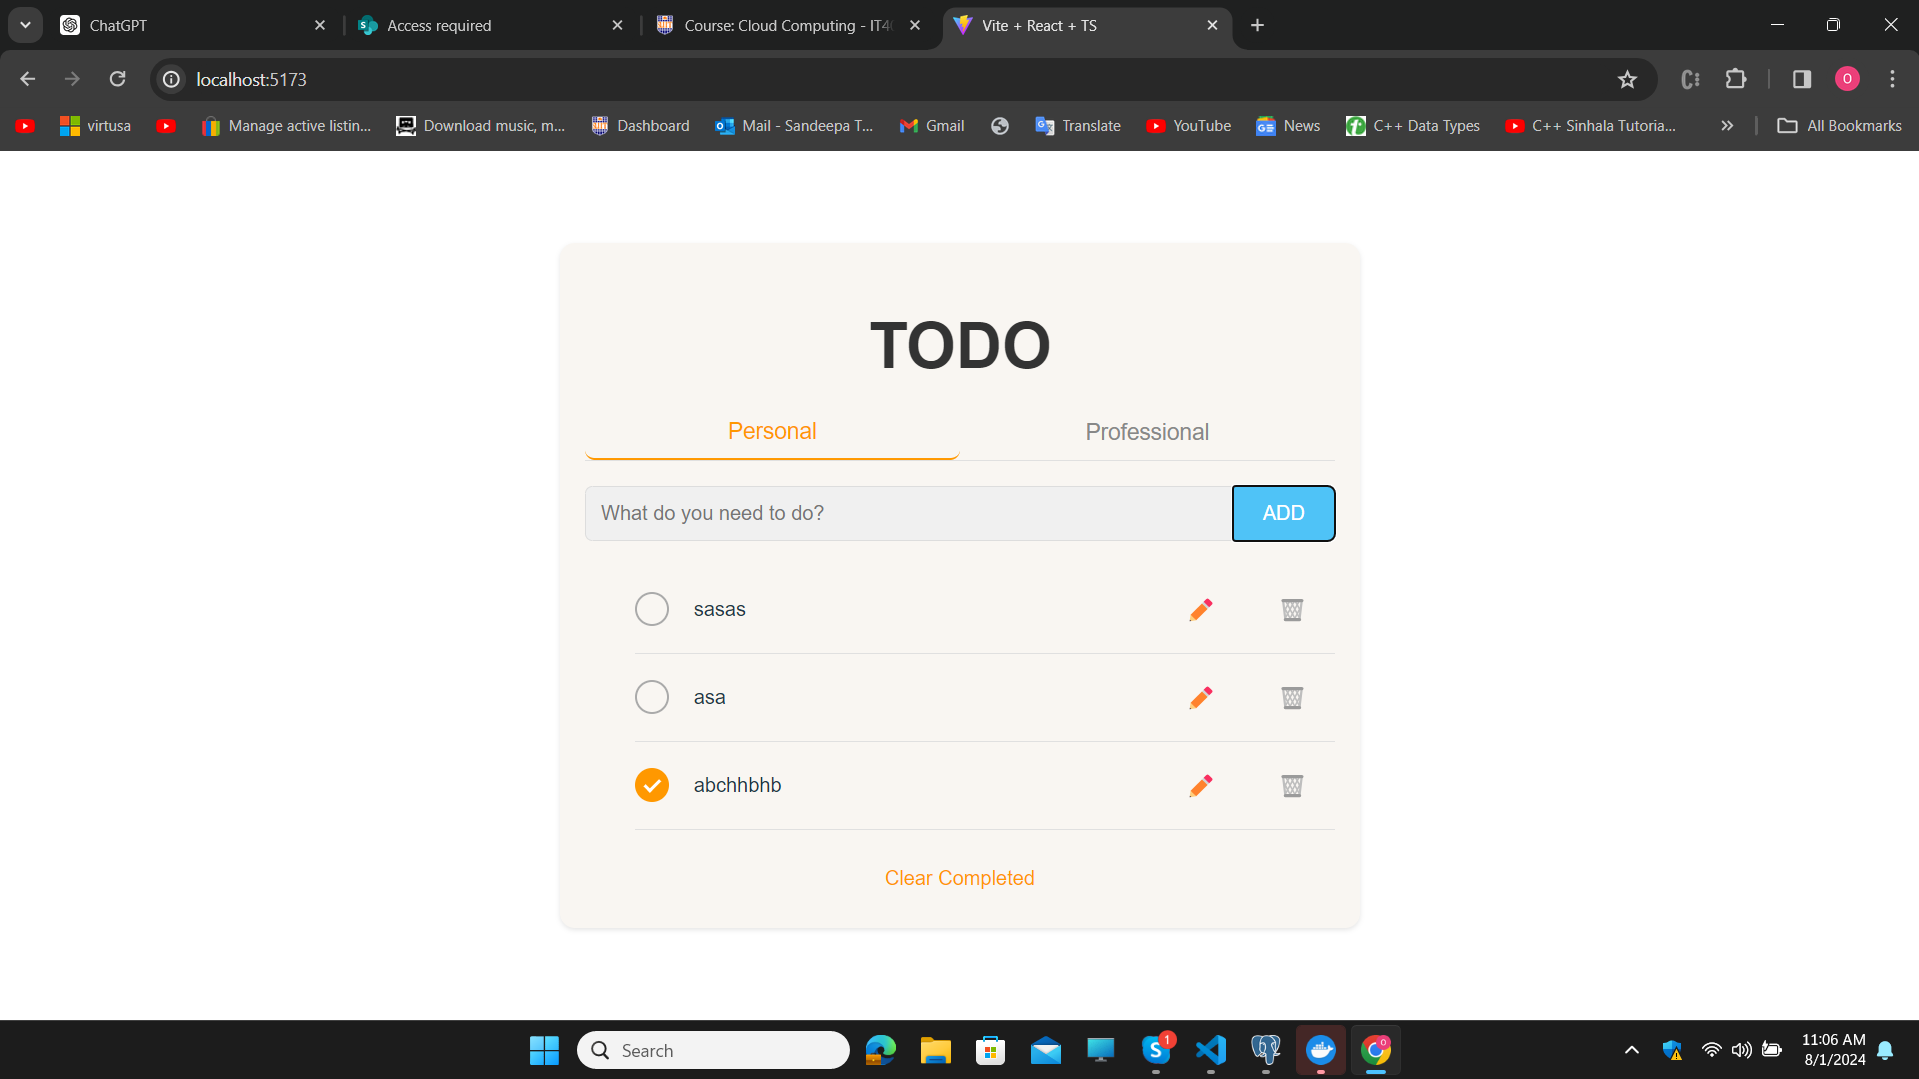 ChatGPT
Access required
Course: Cloud Computing - IT40
Vite + React + TS
localhost:5173
O
virtusa
Manage active listin...
Download music, m...
Dashboard
Mail - Sandeepa T...
Gmail
Translate
YouTube
News
C++ Data Types
C++ Sinhala Tutoria...
All Bookmarks
TODO
Personal
Professional
What do you need to do?
ADD
sasas
asa
abchhbhb
Clear Completed
Search
1
11:06 AM
8/1/2024